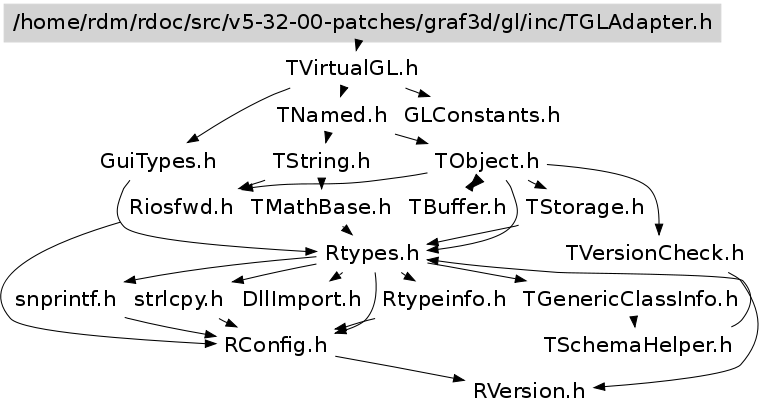 /home/rdm/rdoc/src/v5-32-00-patches/graf3d/gl/inc/TGLAdapter.h
TVirtualGL.h
TNamed.h GLConstants.h
GuiTypes.h TString.h TObject.h
Riosfwd.h TMathBase.h TBuffer.h TStorage.h
Rtypes.h TVersionCheck.h
snprintf.h strlcpy.h DllImport.h Rtypeinfo.h TGenericClassInfo.h
RConfig.h TSchemaHelper.h
RVersion.h